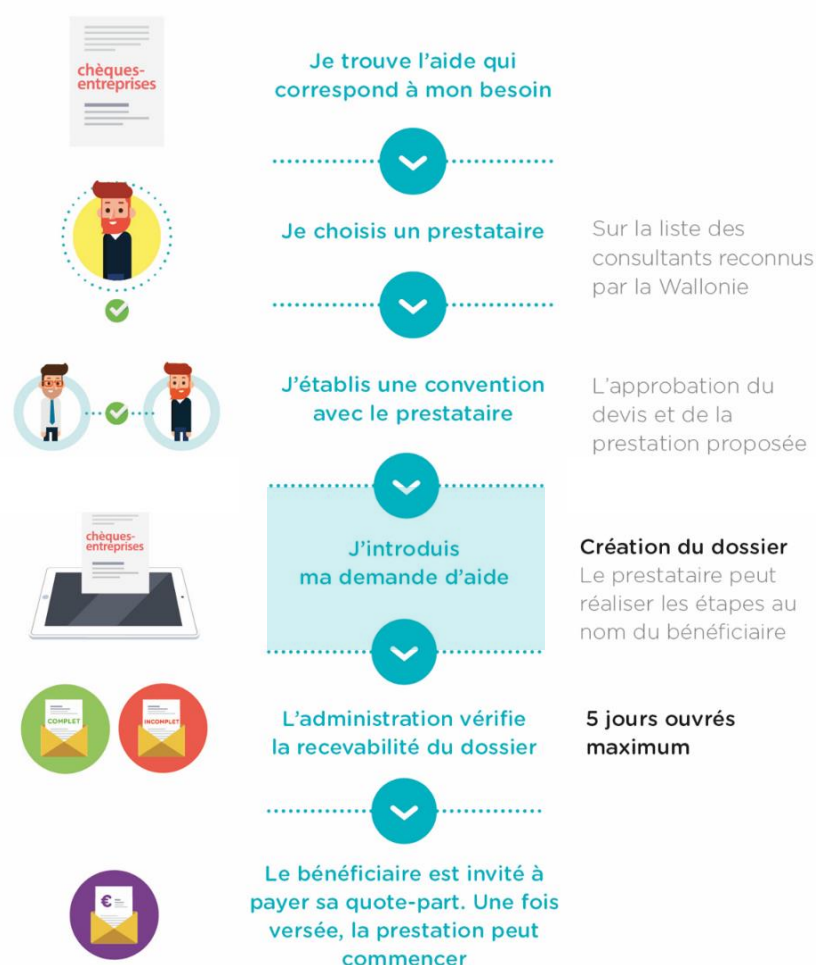 chèques-
entreprises
Je trouve l'aide qui
correspond à mon besoin
Je choisis un prestataire
Sur la liste des
consultants reconnus
par la Wallonie
J'établis une convention
avec le prestataire
L'approbation du
devis et de la
prestation proposée
chèques-
entreprises
J'introduis
ma demande d'aide
Création du dossier
Le prestataire peut
réaliser les étapes au
nom du bénéficiaire
COMPLET
INCOMPLET
L'administration vérifie
la recevabilité du dossier
5 jours ouvrés
maximum
€
Le bénéficiaire est invité à
payer sa quote-part. Une fois
versée, la prestation peut
commencer